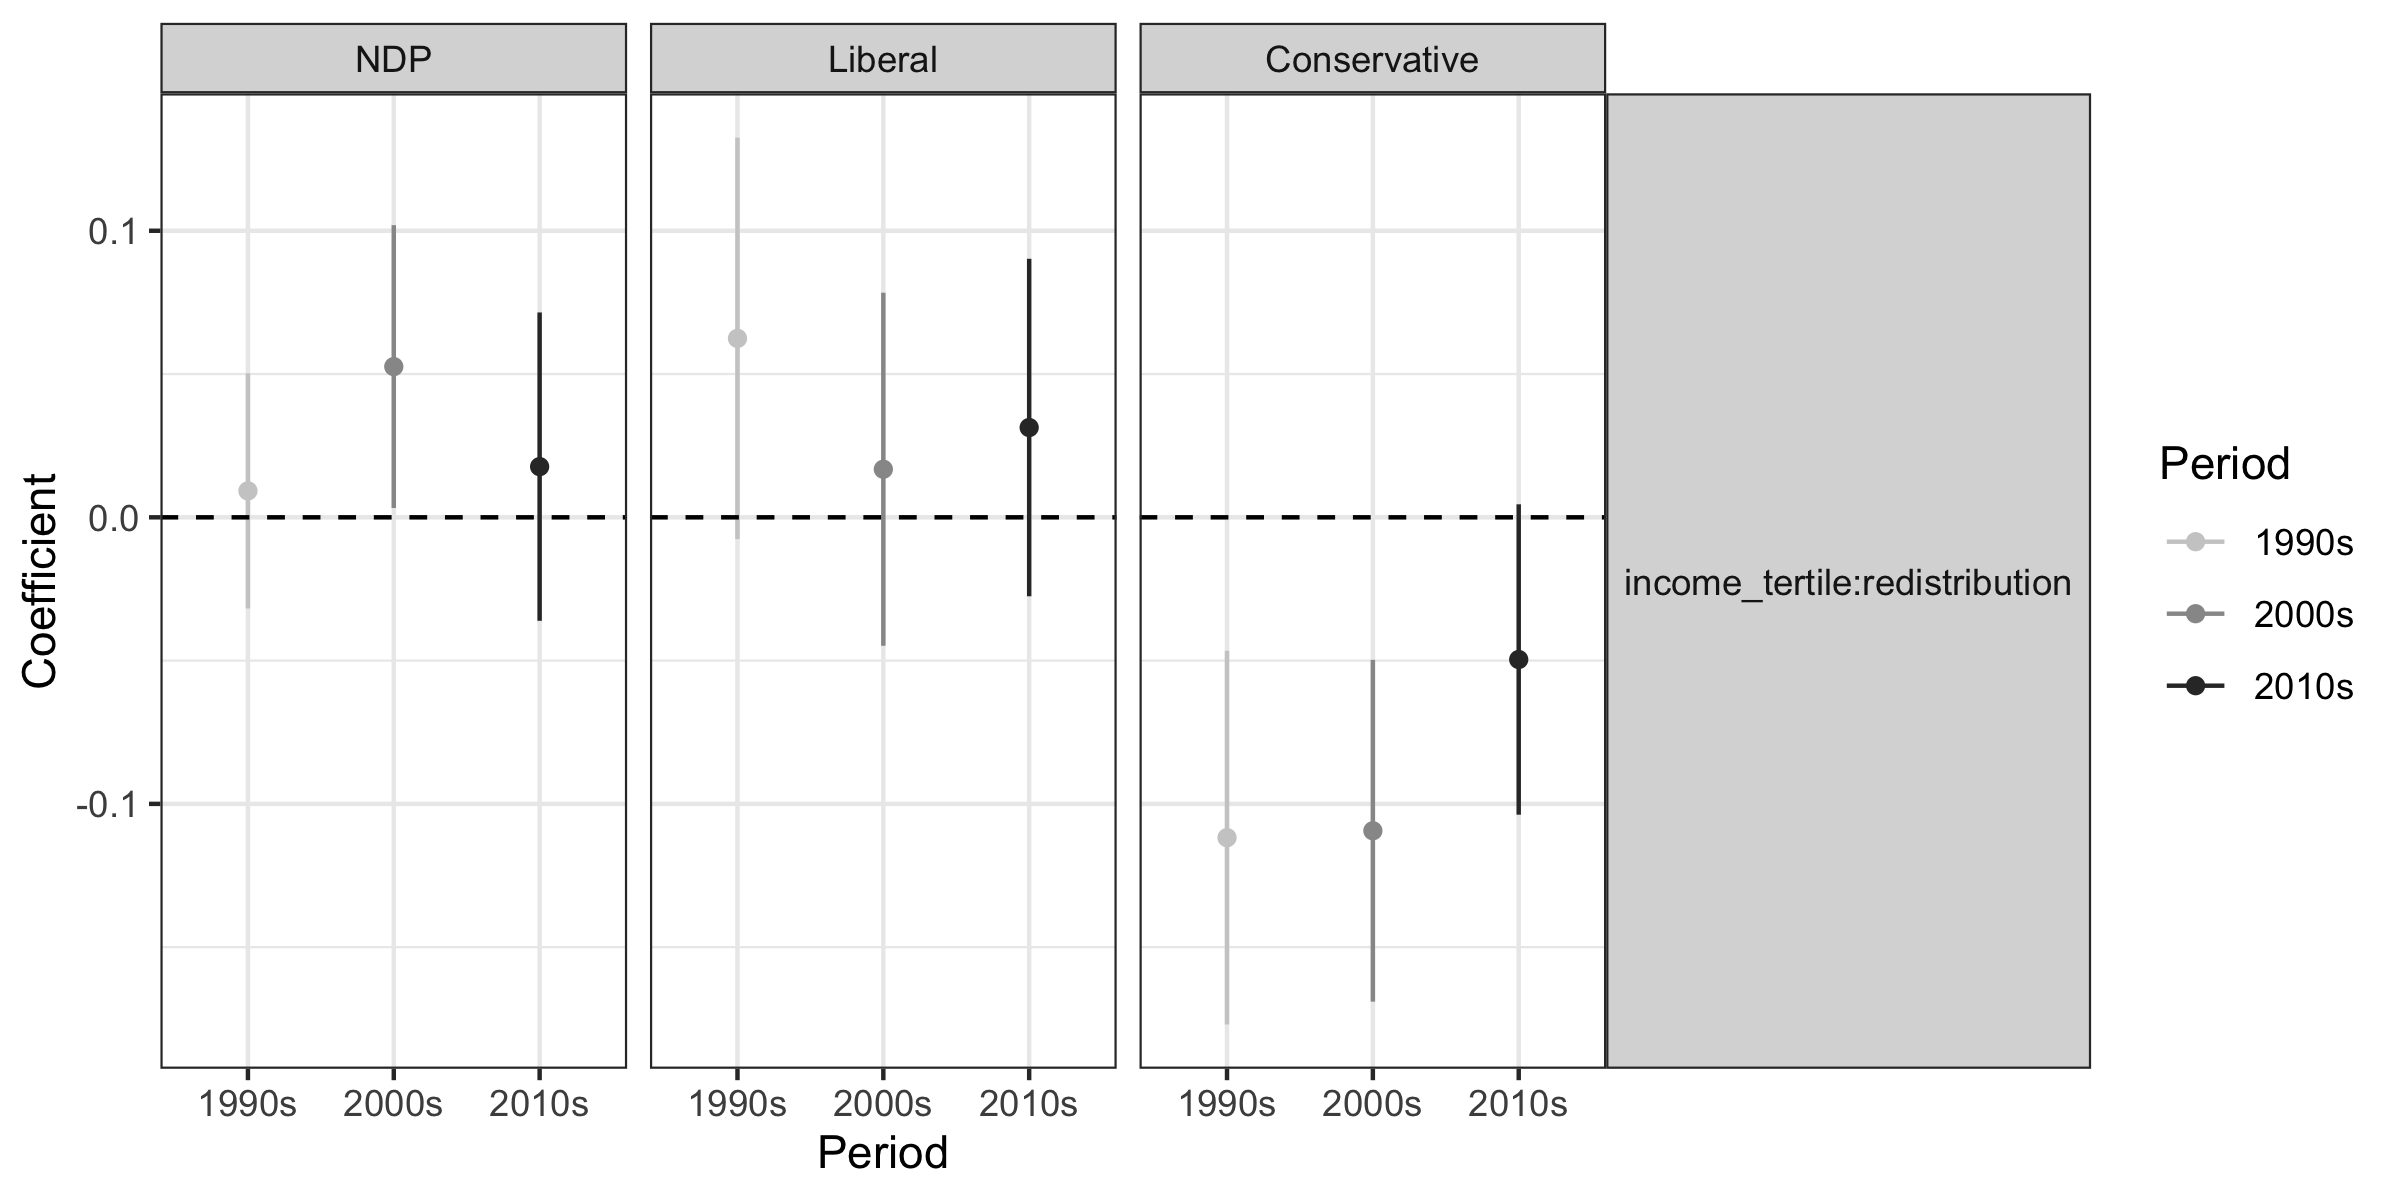 NDP
Liberal
Conservative
Coefficient
0.1
0.0
-0.1
income_tertile:redistribution
1990s 2000s 2010s
1990s 2000s 2010s
1990s 2000s 2010s
Period
Period
1990s
2000s
2010s